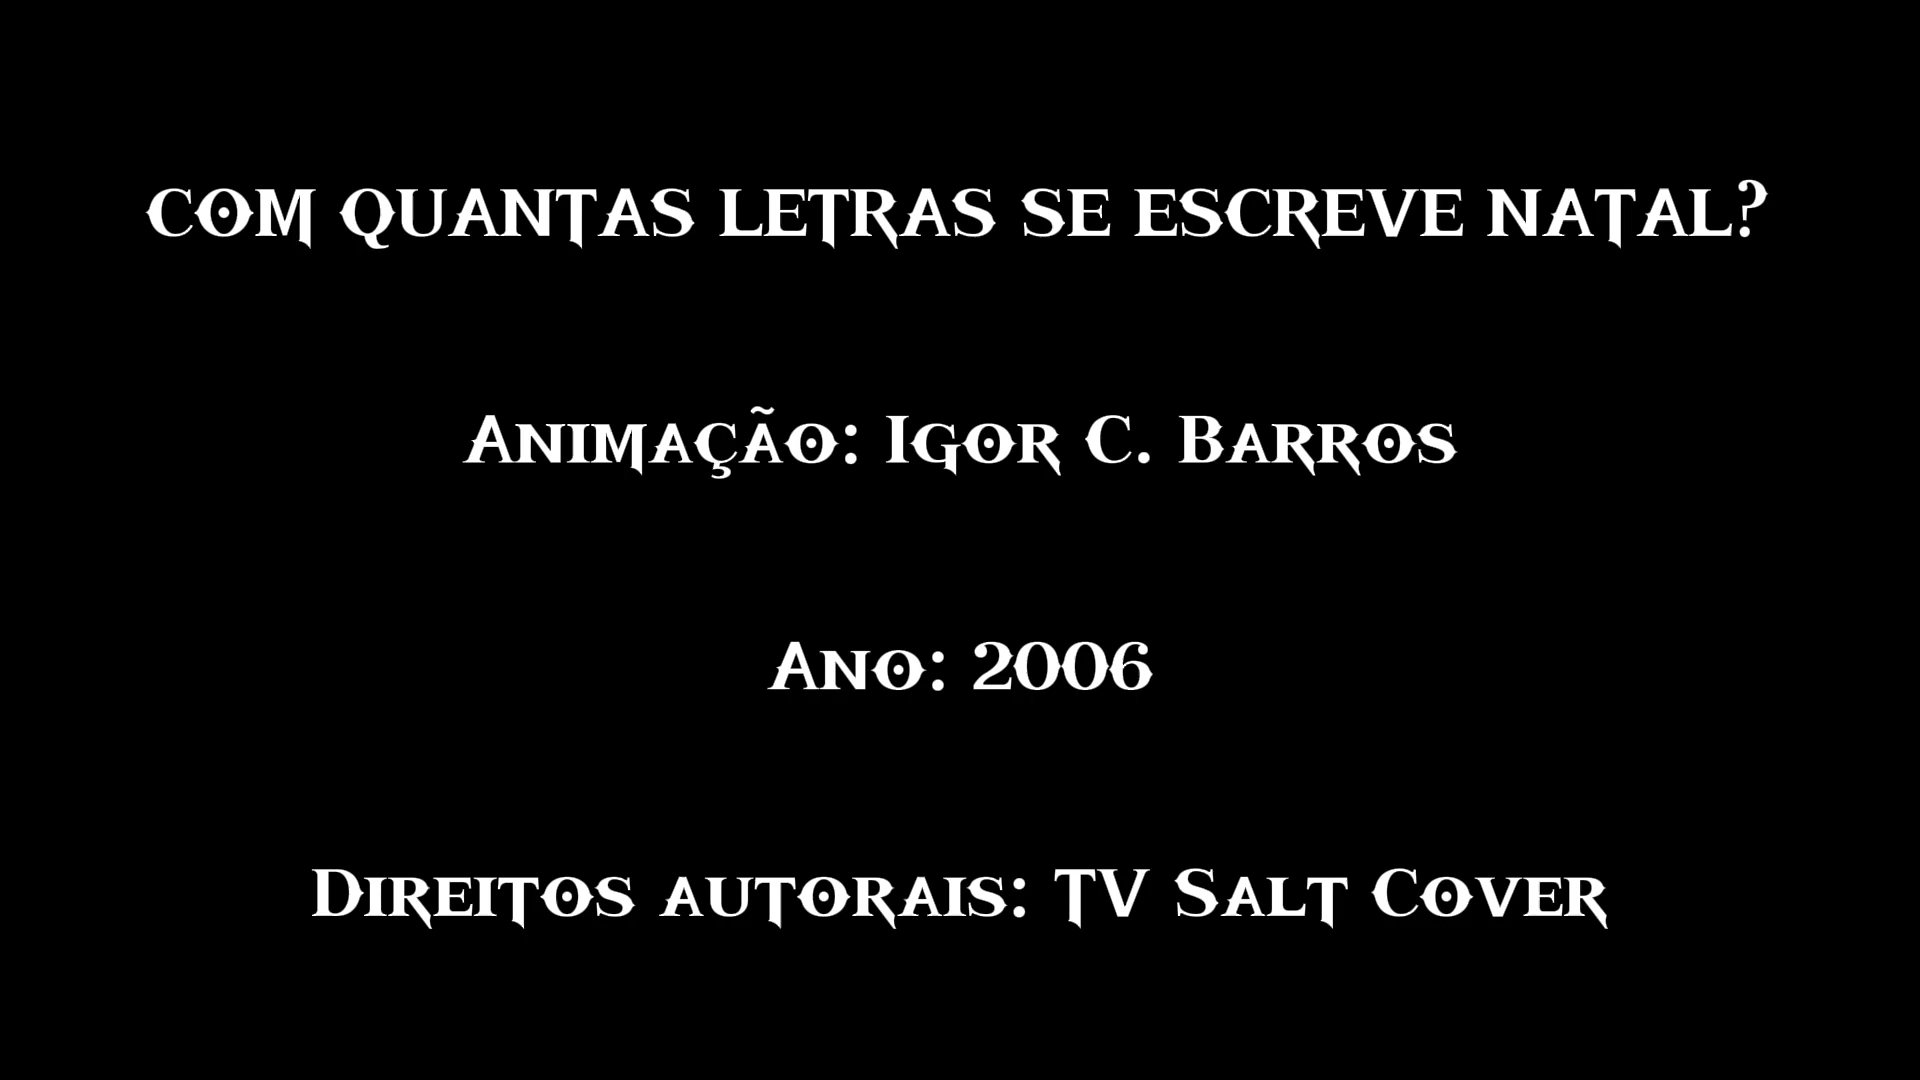 COM QUANTAS LETRAS SE ESCREVE NATAL?
Animação: Igor C. Barros
Ano: 2006
Direitos autorais: TV Salt Cover